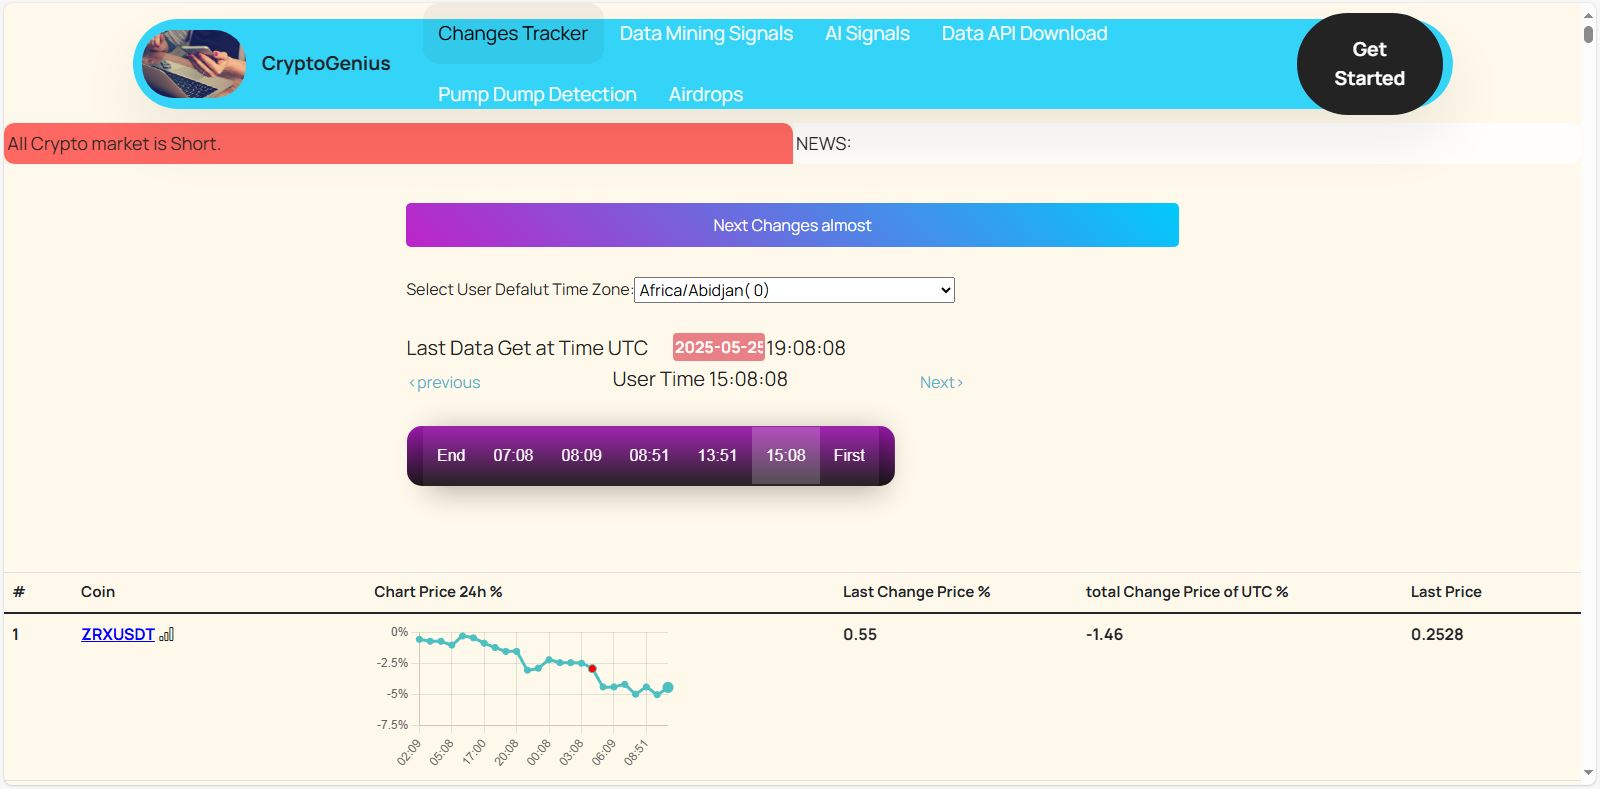 CryptoGenius
Changes Tracker Data Mining Signals AI Signals Data API Download
Pump Dump Detection Airdrops
Get
Started
All Crypto market is Short.
NEWS:
Next Changes almost
Select User Defalut Time Zone: Africa/Abidjan( 0)
Last Data Get at Time UTC 2025-05-25 19:08:08
‹previous User Time 15:08:08 Next›
End 07:08 08:09 08:51 13:51 15:08 First
# Coin Chart Price 24h % Last Change Price % total Change Price of UTC % Last Price
1 ZRXUSDT 0.55 -1.46 0.2528
0%
-2.5%
-5%
-7.5%
02:09 05:08 17:00 20:08 00:08 03:08 06:09 08:51